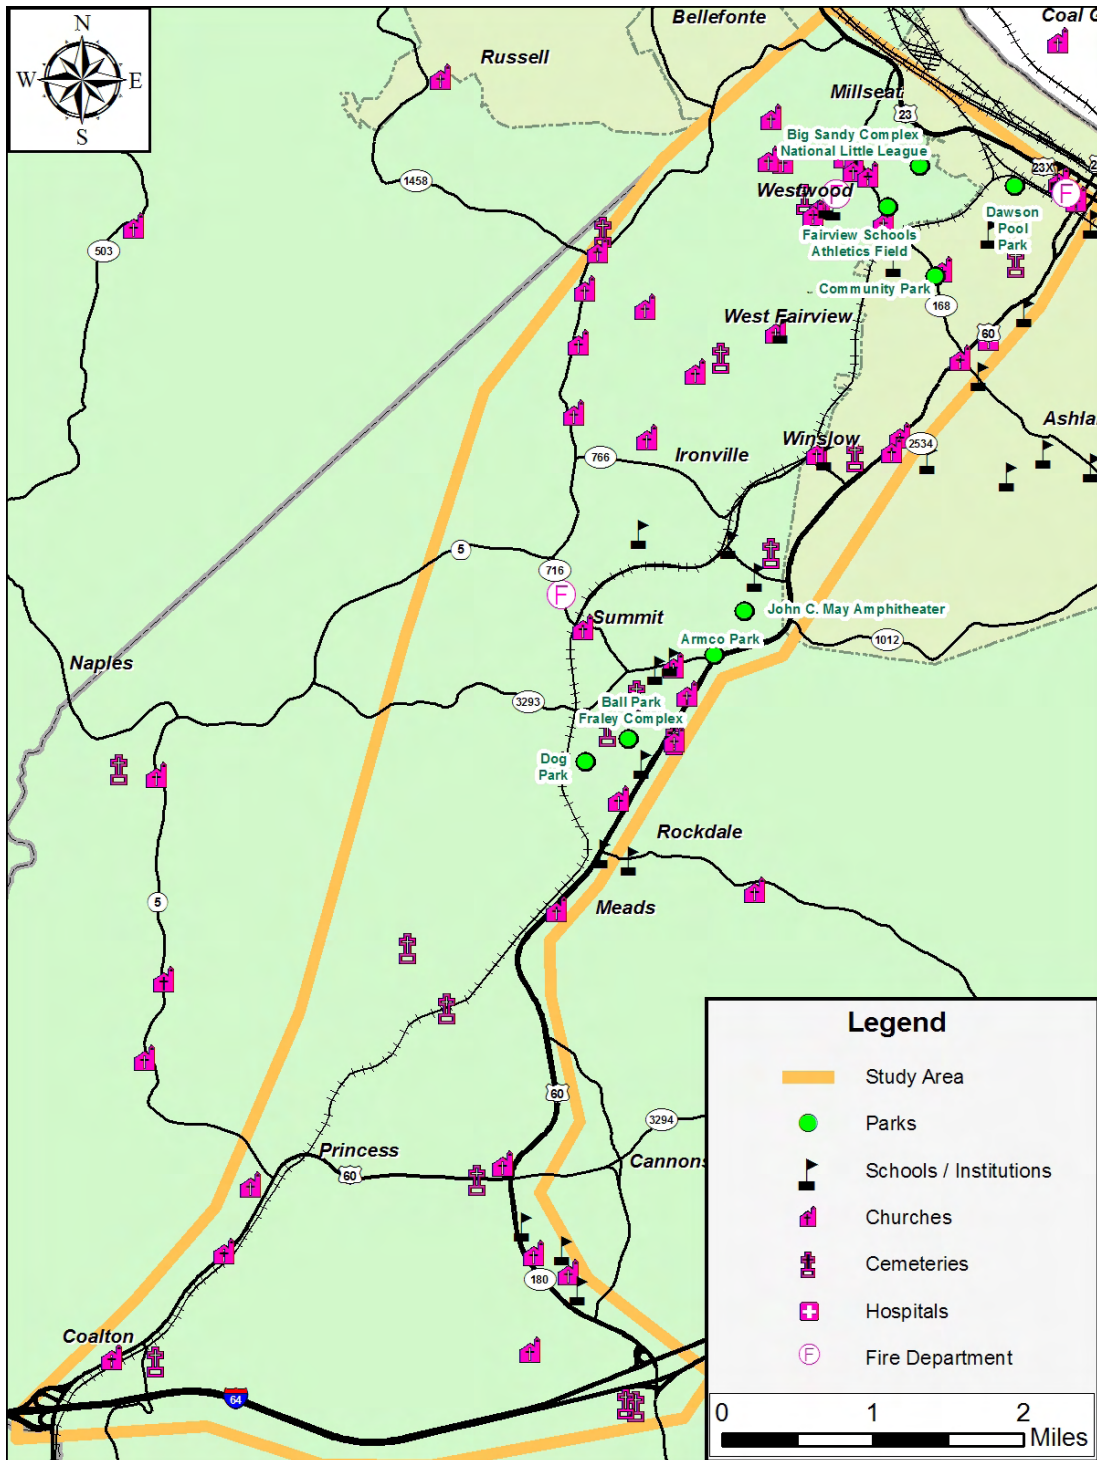 N
W E
S
Bellefonte
Coal G
Russell
Millseat
23
Big Sandy Complex
National Little League
23X
1458
Westwood
F
F
Dawson
Pool
Park
503
Fairview Schools
Athletics Field
Community Park
168
West Fairview
60
Ashla
Winslow
2534
766
Ironville
5
716
F
Summit
John C. May Amphitheater
Armco Park
1012
Naples
3293
Ball Park
Fraley Complex
Dog
Park
Rockdale
5
Meads
60
3294
Princess
60
Cannons
180
Coalton
64
Legend
Study Area
Parks
Schools / Institutions
Churches
Cemeteries
Hospitals
F Fire Department
0 1 2
Miles